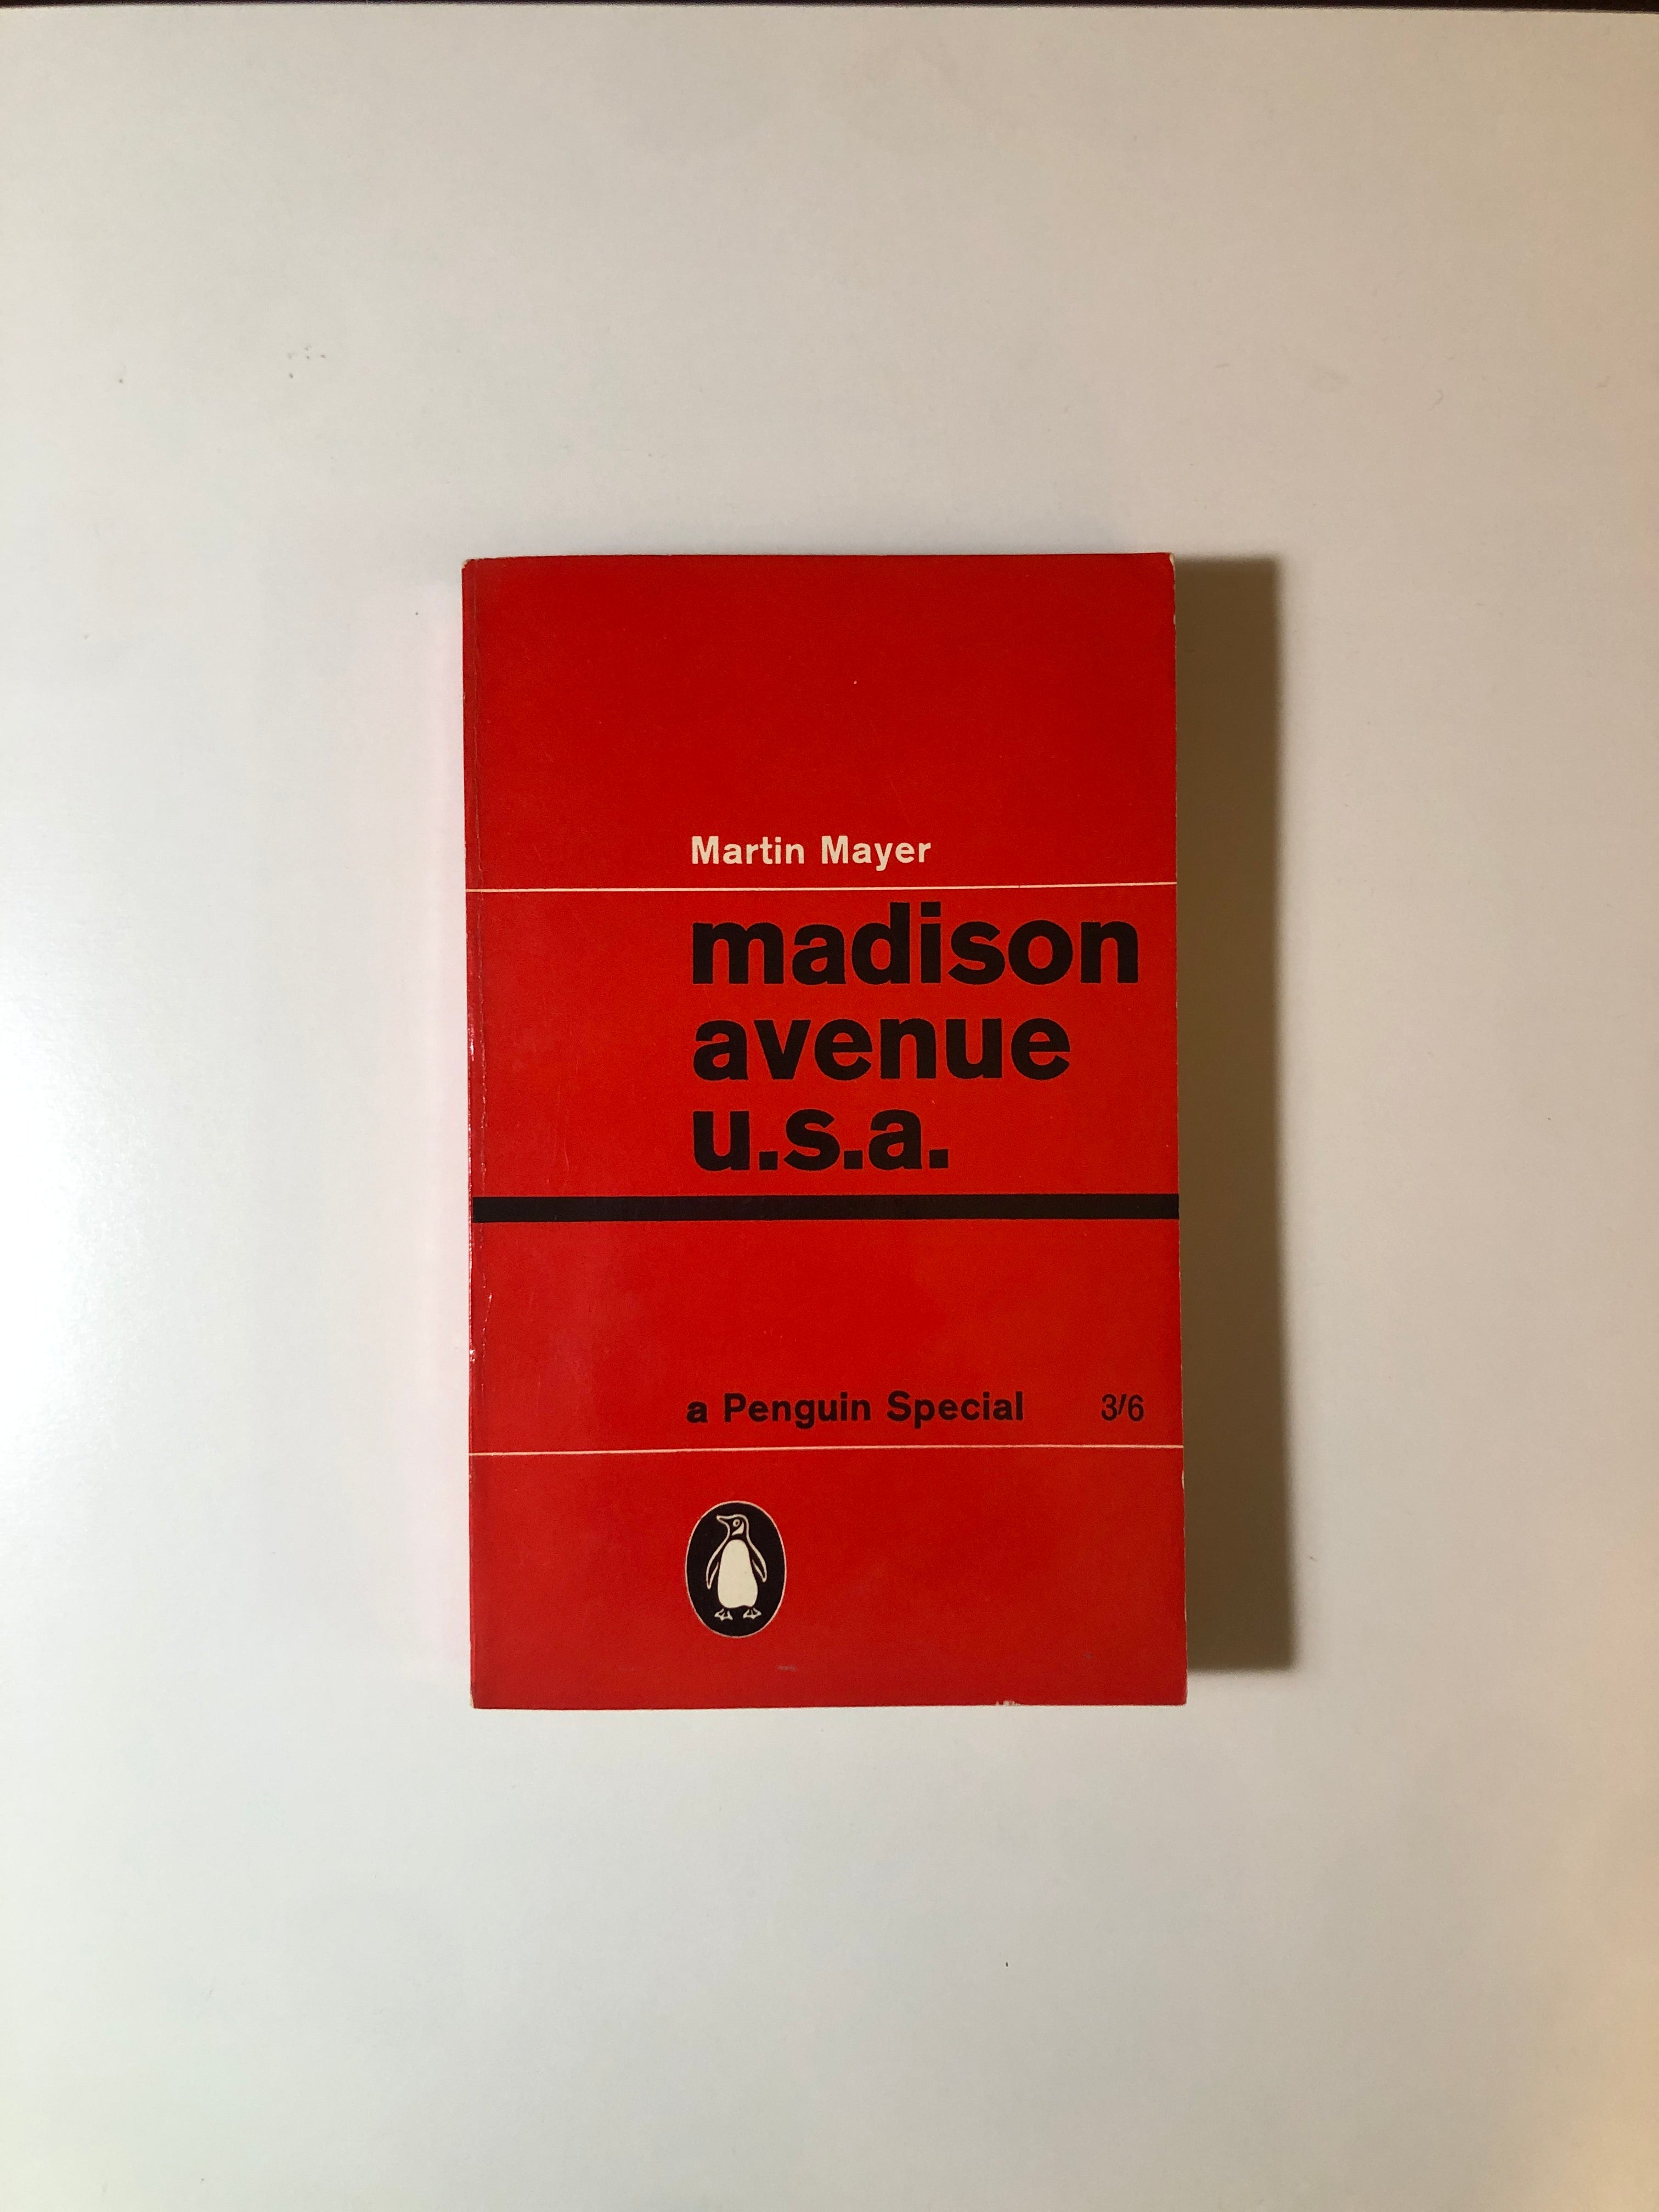 Martin Mayer
madison
avenue
u.s.a.
a Penguin Special 3/6